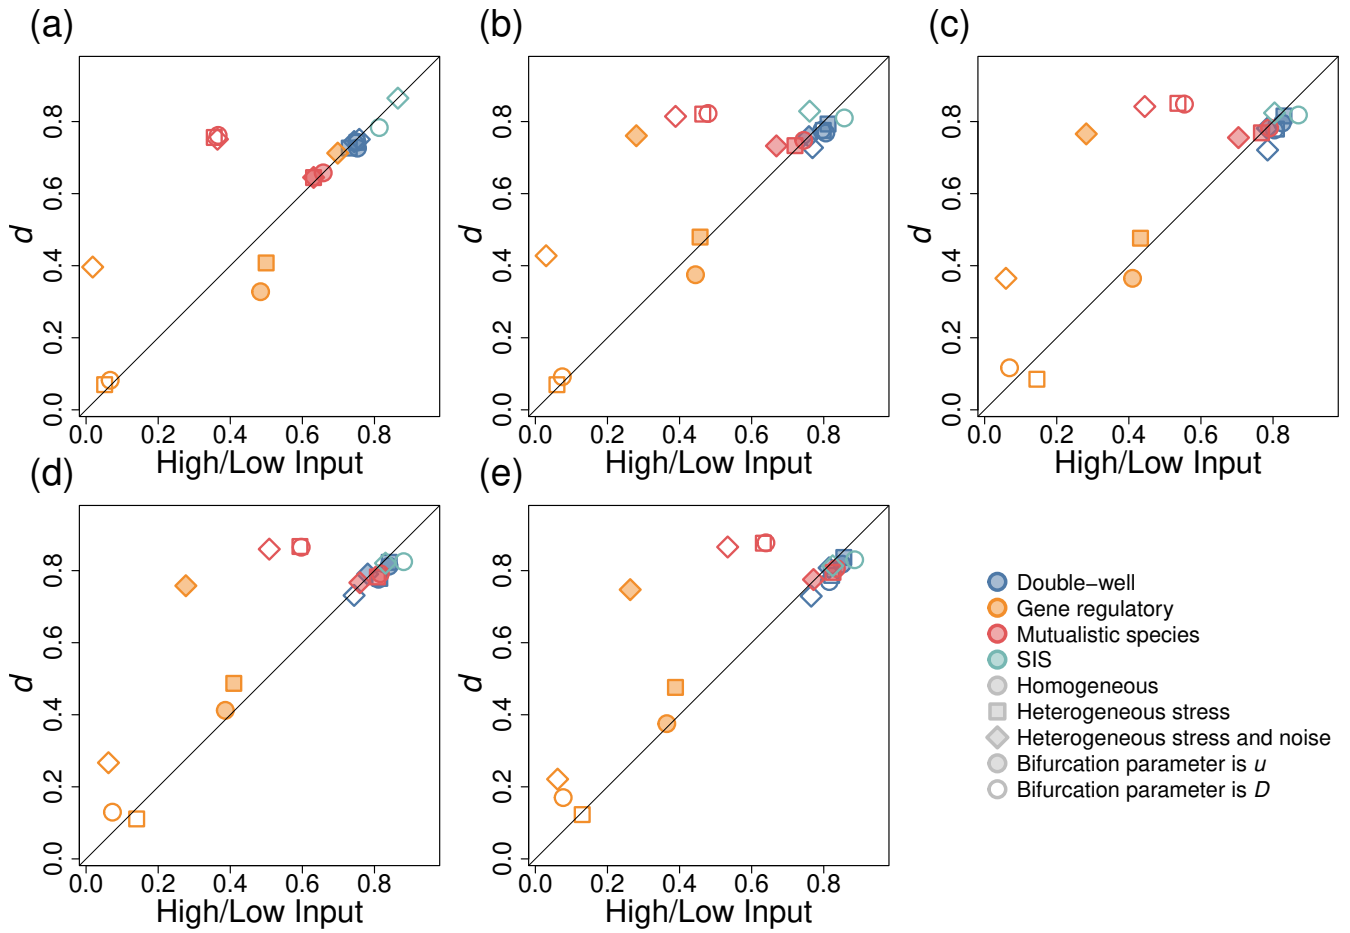 (a)
(b)
(c)
0.0 0.2 0.4 0.6 0.8
d
0.0 0.2 0.4 0.6 0.8
High/Low Input
0.0 0.2 0.4 0.6 0.8
d
0.0 0.2 0.4 0.6 0.8
High/Low Input
0.0 0.2 0.4 0.6 0.8
d
0.0 0.2 0.4 0.6 0.8
High/Low Input
(d)
(e)
0.0 0.2 0.4 0.6 0.8
d
0.0 0.2 0.4 0.6 0.8
High/Low Input
0.0 0.2 0.4 0.6 0.8
d
0.0 0.2 0.4 0.6 0.8
High/Low Input
Double−well
Gene regulatory
Mutualistic species
SIS
Homogeneous
Heterogeneous stress
Heterogeneous stress and noise
Bifurcation parameter is u
Bifurcation parameter is D